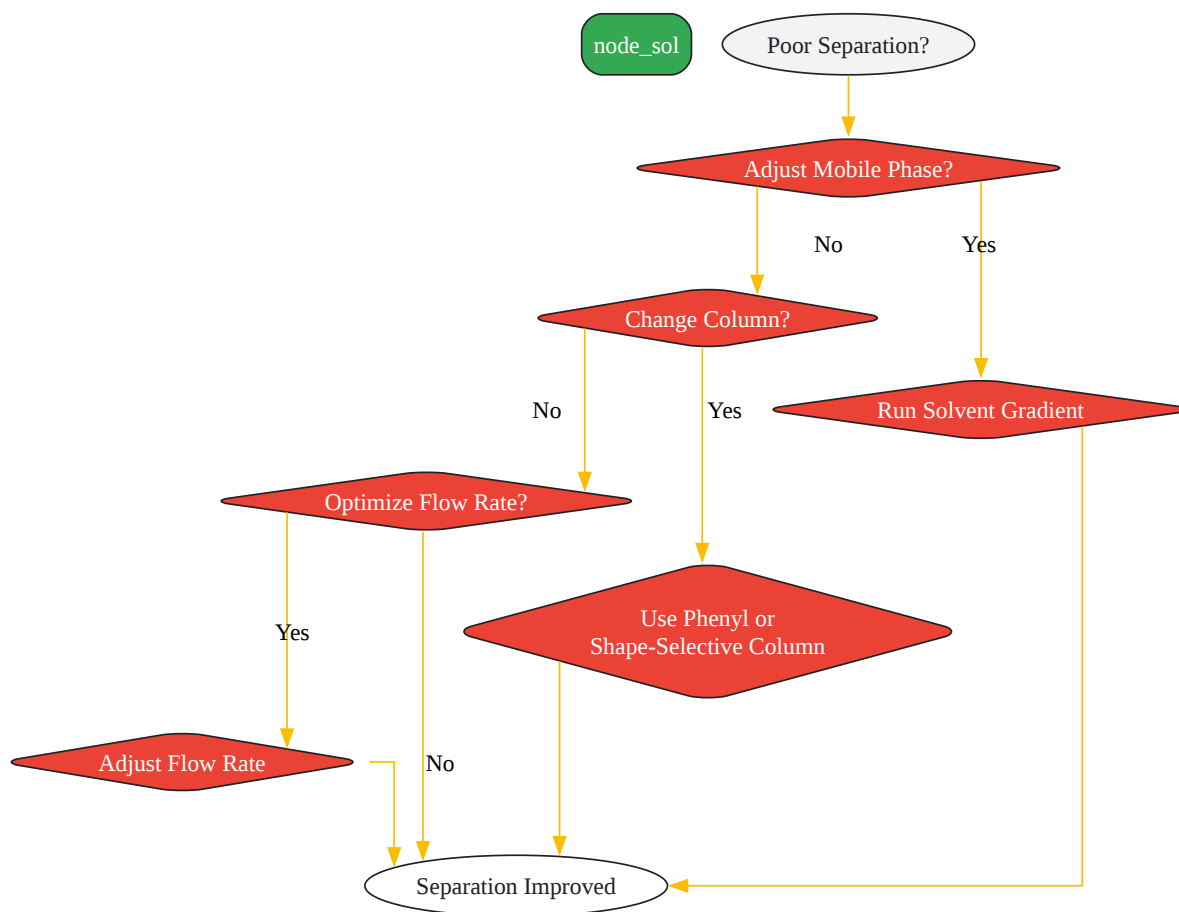 node_sol
Poor Separation?
Adjust Mobile Phase?
No
Yes
Change Column?
No
Yes
Run Solvent Gradient
Optimize Flow Rate?
Use Phenyl or
Shape-Selective Column
Yes
Adjust Flow Rate
No
Separation Improved